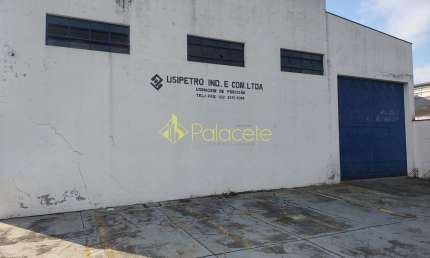 USIPETRO IND. E COM. LTDA
USINAGEM DE PRECISÃO
Palacete